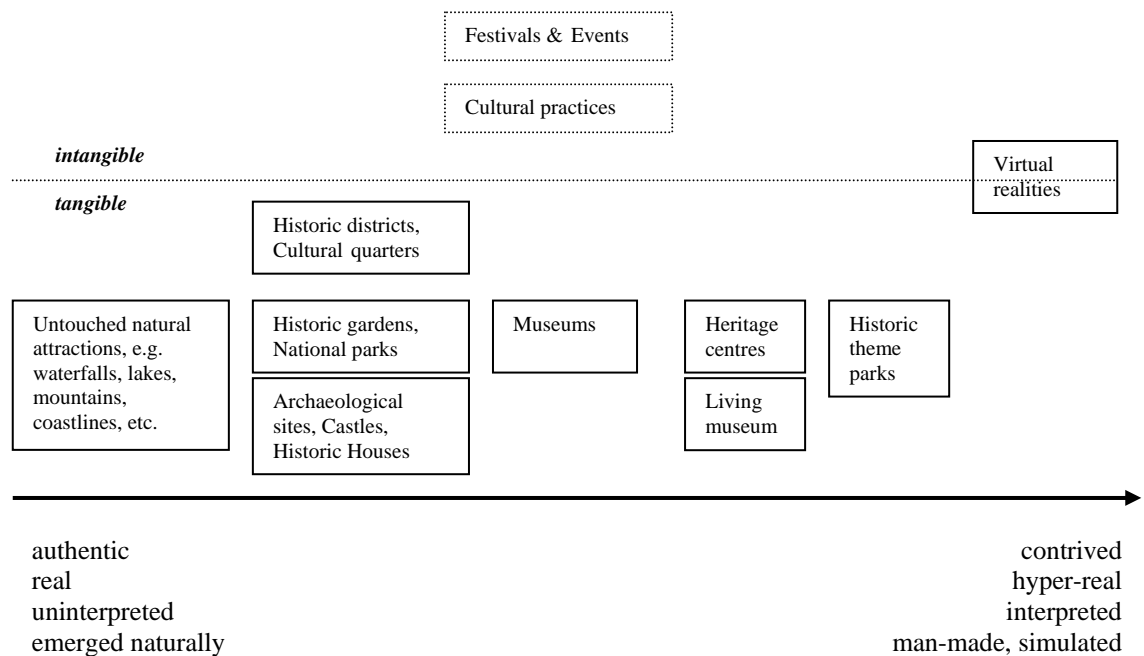 Festivals & Events
Cultural practices
intangible
Virtual
realities
tangible
Historic districts,
Cultural quarters
Untouched natural
attractions, e.g.
waterfalls, lakes,
mountains,
coastlines, etc.
Historic gardens,
National parks
Museums
Heritage
centres
Historic
theme
parks
Archaeological
sites, Castles,
Historic Houses
Living
museum
authentic
real
uninterpreted
emerged naturally
contrived
hyper-real
interpreted
man-made, simulated